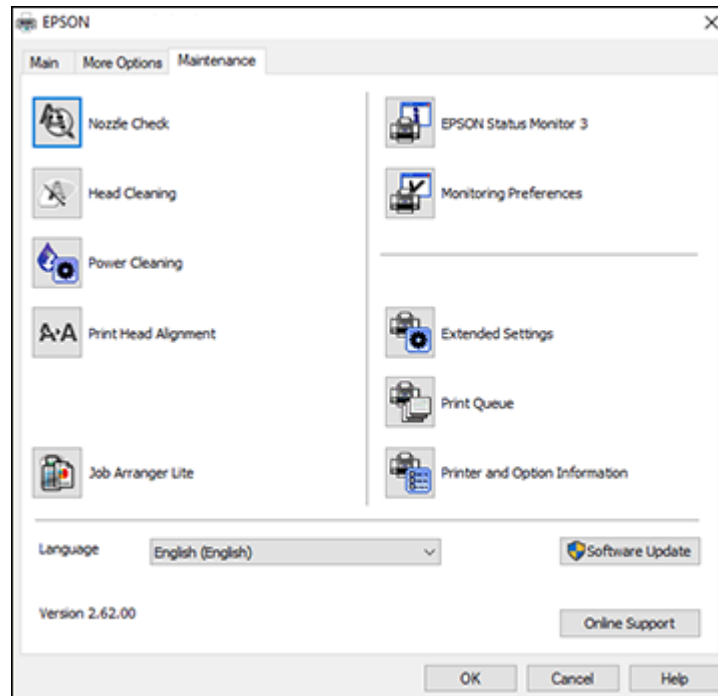 EPSON
Main
More Options
Maintenance
Nozzle Check
Head Cleaning
Power Cleaning
A·A Print Head Alignment
Job Arranger Lite
EPSON Status Monitor 3
Monitoring Preferences
Extended Settings
Print Queue
Printer and Option Information
Language
English (English)
Software Update
Version 2.62.00
Online Support
OK
Cancel
Help